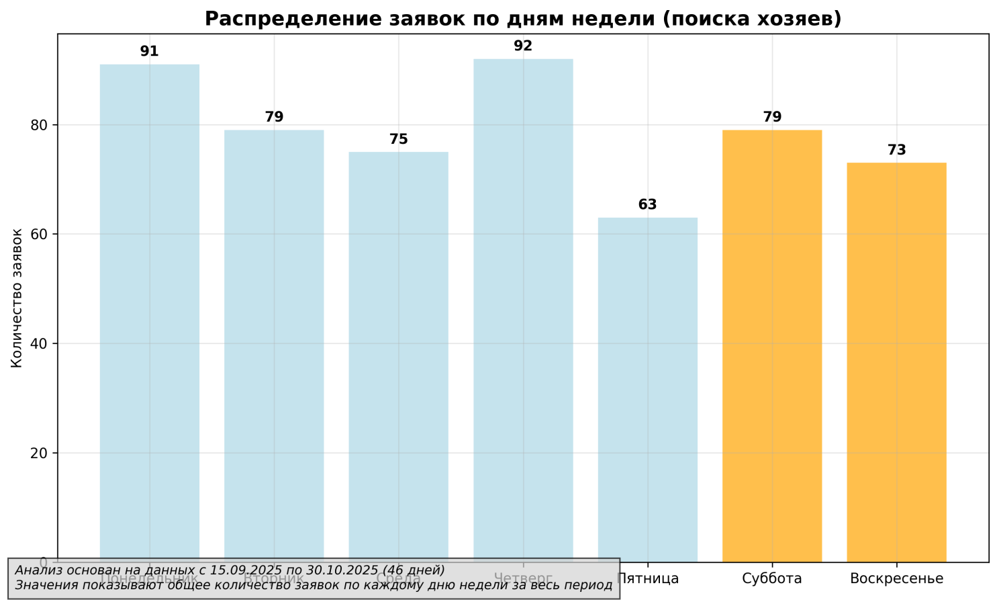 Распределение заявок по дням недели (поиска хозяев)
91
79
75
92
63
79
73
Количество заявок
80
60
40
20
0
Понедельник
Вторник
Среда
Четверг
Пятница
Суббота
Воскресенье
Анализ основан на данных с 15.09.2025 по 30.10.2025 (46 дней)
Значения показывают общее количество заявок по каждому дню недели за весь период